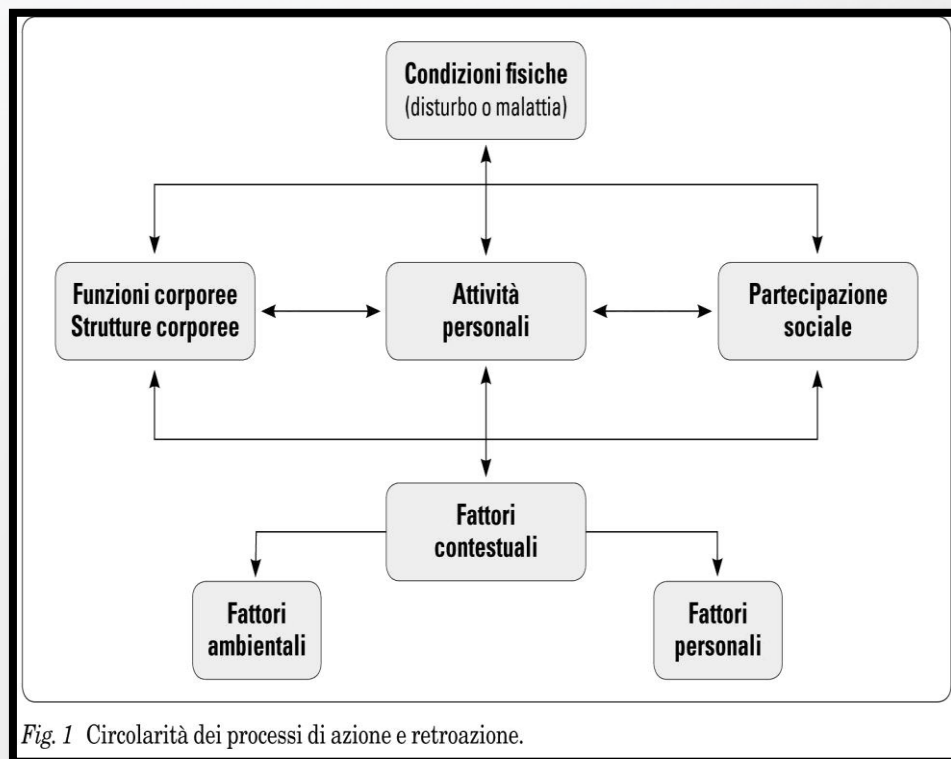 Condizioni fisiche
(disturbo o malattia)
Funzioni corporee
Strutture corporee
Attività
personali
Partecipazione
sociale
Fattori
contestuali
Fattori
ambientali
Fattori
personali
Fig. 1 Circolarità dei processi di azione e retroazione.